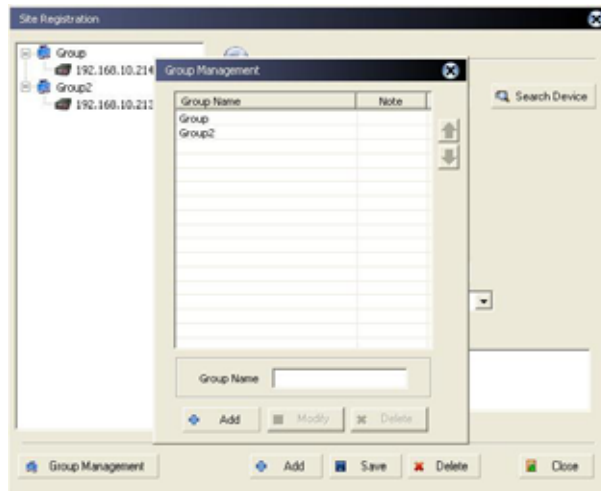 Site Registration
Group
192.168.10.214
Group2
192.168.10.213
Group Management
Group Name Note
Group
Group2
Search Device
Group Name
Add Modify Delete
Group Management Add Save Delete Close